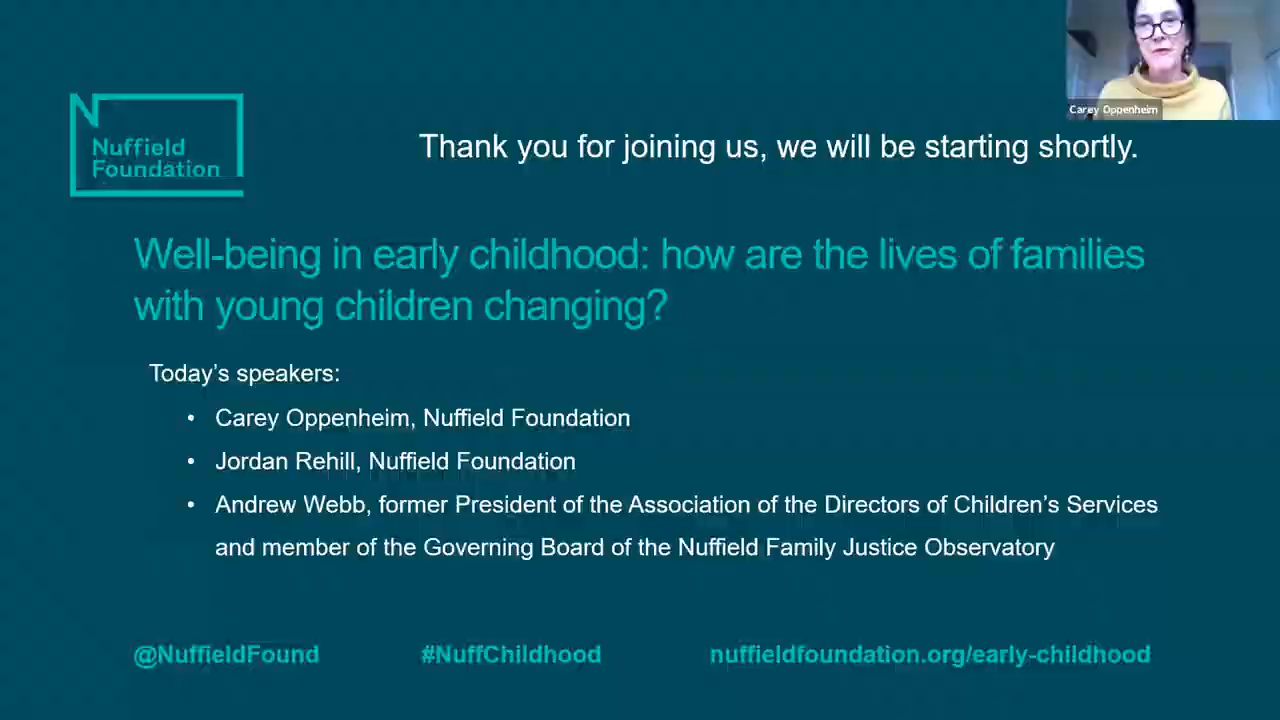 Carey Oppenheim
Nuffield
Foundation
Thank you for joining us, we will be starting shortly.
Well-being in early childhood: how are the lives of families
with young children changing?
Today's speakers:
• Carey Oppenheim, Nuffield Foundation
• Jordan Rehill, Nuffield Foundation
• Andrew Webb, former President of the Association of the Directors of Children's Services
and member of the Governing Board of the Nuffield Family Justice Observatory
@NuffieldFound #NuffChildhood nuffieldfoundation.org/early-childhood